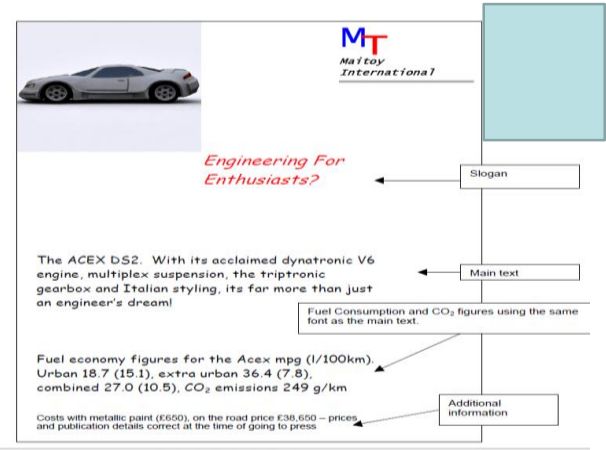 MT
Maitoy
International
Engineering For
Enthusiasts?
Slogan
The ACEX DS2. With its acclaimed dynatronic V6
engine, multiplex suspension, the triptronic
gearbox and Italian styling, its far more than just
an engineer's dream!
Main text
Fuel Consumption and CO₂ figures using the same
font as the main text.
Fuel economy figures for the Acex mpg (l/100km).
Urban 18.7 (15.1), extra urban 36.4 (7.8),
combined 27.0 (10.5), CO₂ emissions 249 g/km
Costs with metallic paint (£650), on the road price £38,650 – prices
and publication details correct at the time of going to press
Additional
information